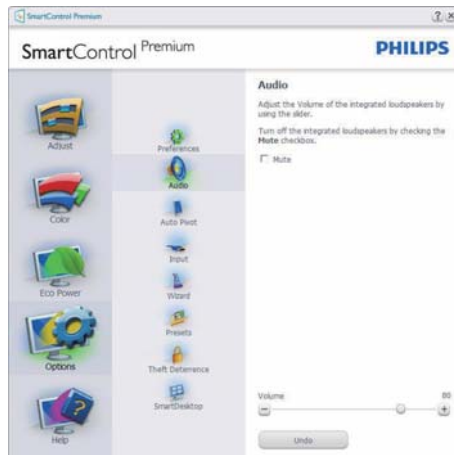 SmartControl Premium
SmartControl Premium
PHILIPS
Adjust
Color
Eco Power
Options
Help
Preferences
Audio
Auto Pivot
Input
Wizard
Presets
Theft Deterrence
SmartDesktop
Audio
Adjust the Volume of the integrated loudspeakers by
using the slider.
Turn off the integrated loudspeakers by checking the
Mute checkbox.
Mute
Volume
80
Undo